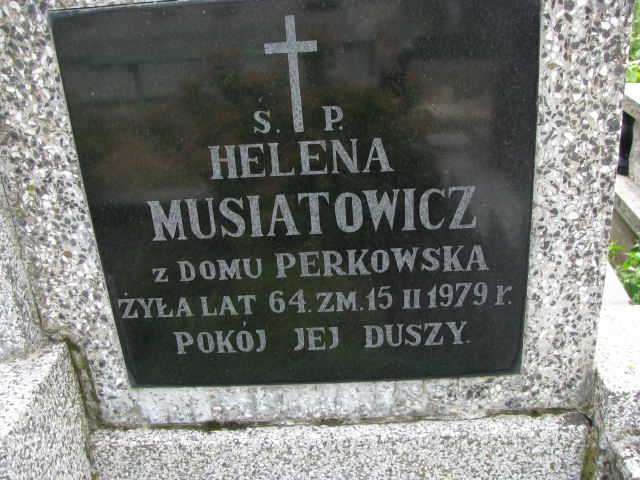 Ś. P.
HELENA
MUSIATOWICZ
Z DOMU PERKOWSKA
ŻYŁA LAT 64. ZM. 15 II 1979 r.
POKÓJ JEJ DUSZY.